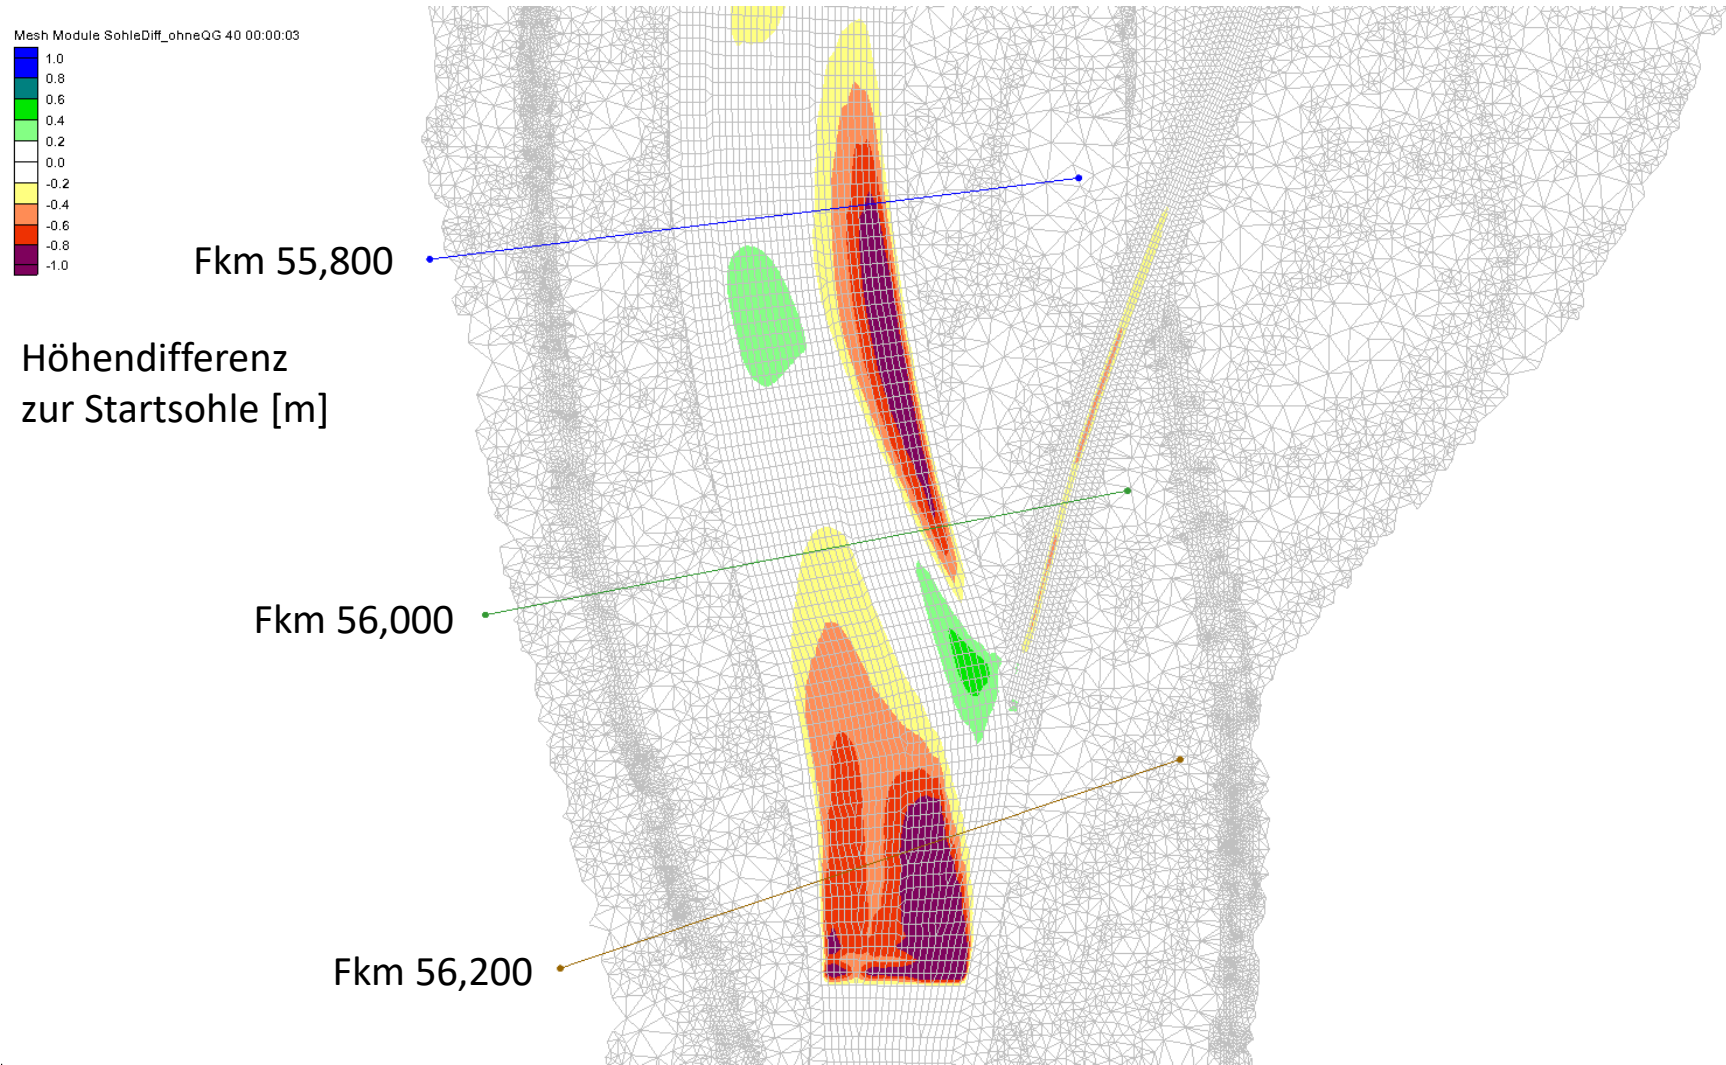 Mesh Module SohleDiff_ohneQG 40 00:00:03
1.0
0.8
0.6
0.4
0.2
0.0
-0.2
-0.4
-0.6
-0.8
-1.0
Fkm 55,800
Höhendifferenz
zur Startsohle [m]
Fkm 56,000
Fkm 56,200